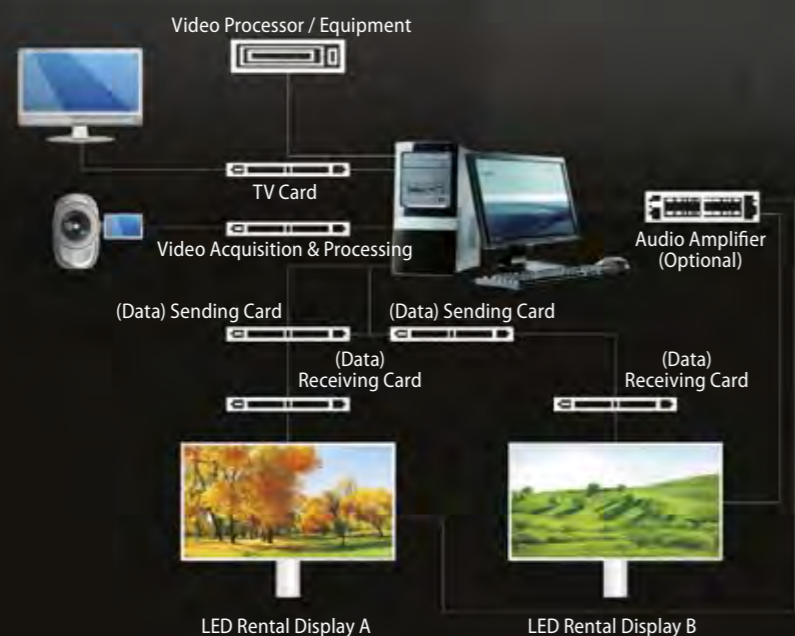 Video Processor / Equipment
TV Card
Video Acquisition & Processing
Audio Amplifier
(Optional)
(Data) Sending Card
(Data) Sending Card
(Data)
Receiving Card
(Data)
Receiving Card
LED Rental Display A
LED Rental Display B